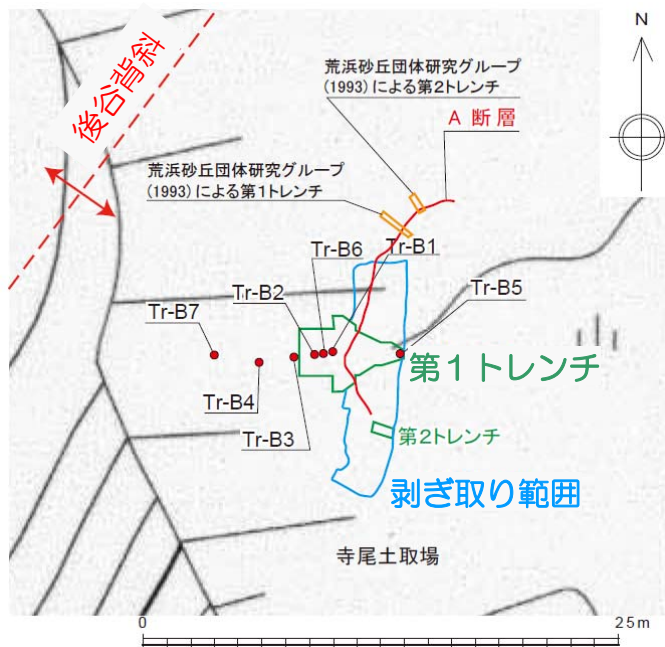 N
後谷背斜
荒浜砂丘団体研究グループ
(1993)による第2トレンチ
A 断層
荒浜砂丘団体研究グループ
(1993)による第1トレンチ
Tr-B6
Tr-B1
Tr-B2
Tr-B5
Tr-B7
Tr-B4
Tr-B3
第1トレンチ
第2トレンチ
剥ぎ取り範囲
寺尾土取場
0
25m